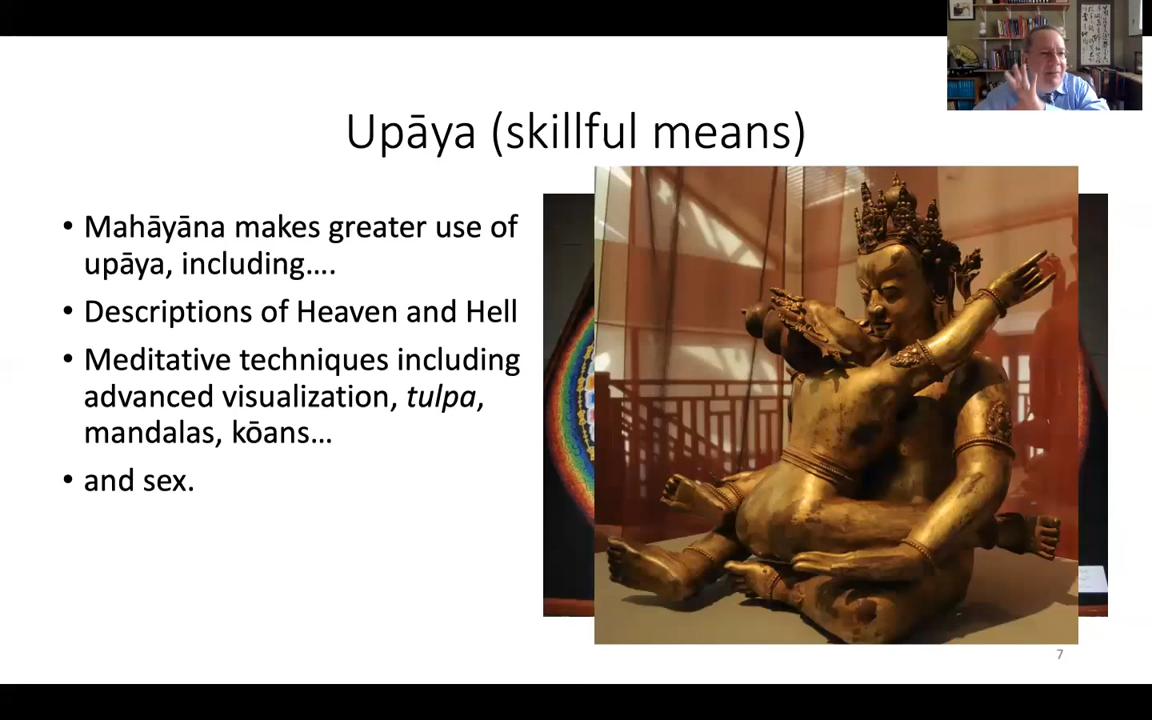 Upāya (skillful means)
• Mahāyāna makes greater use of
upāya, including….
• Descriptions of Heaven and Hell
• Meditative techniques including
advanced visualization, tulpa,
mandalas, kōans…
• and sex.
7